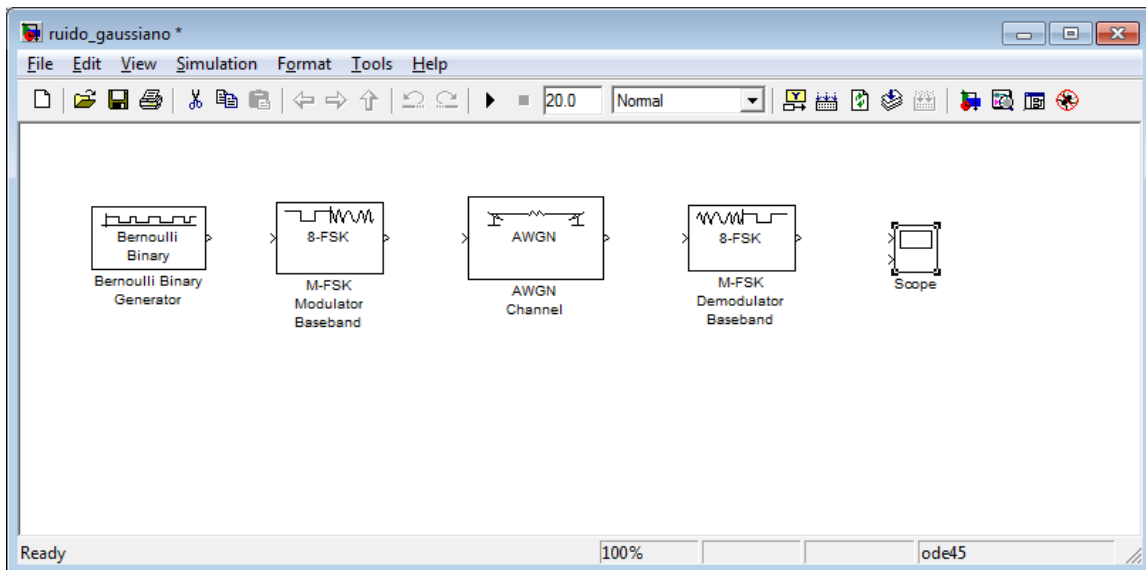 ruido_gaussiano *
File Edit View Simulation Format Tools Help
20.0 Normal
Bernoulli
Binary
Bernoulli Binary
Generator
8-FSK
M-FSK
Modulator
Baseband
AWGN
AWGN
Channel
8-FSK
M-FSK
Demodulator
Baseband
Scope
Ready 100% ode45